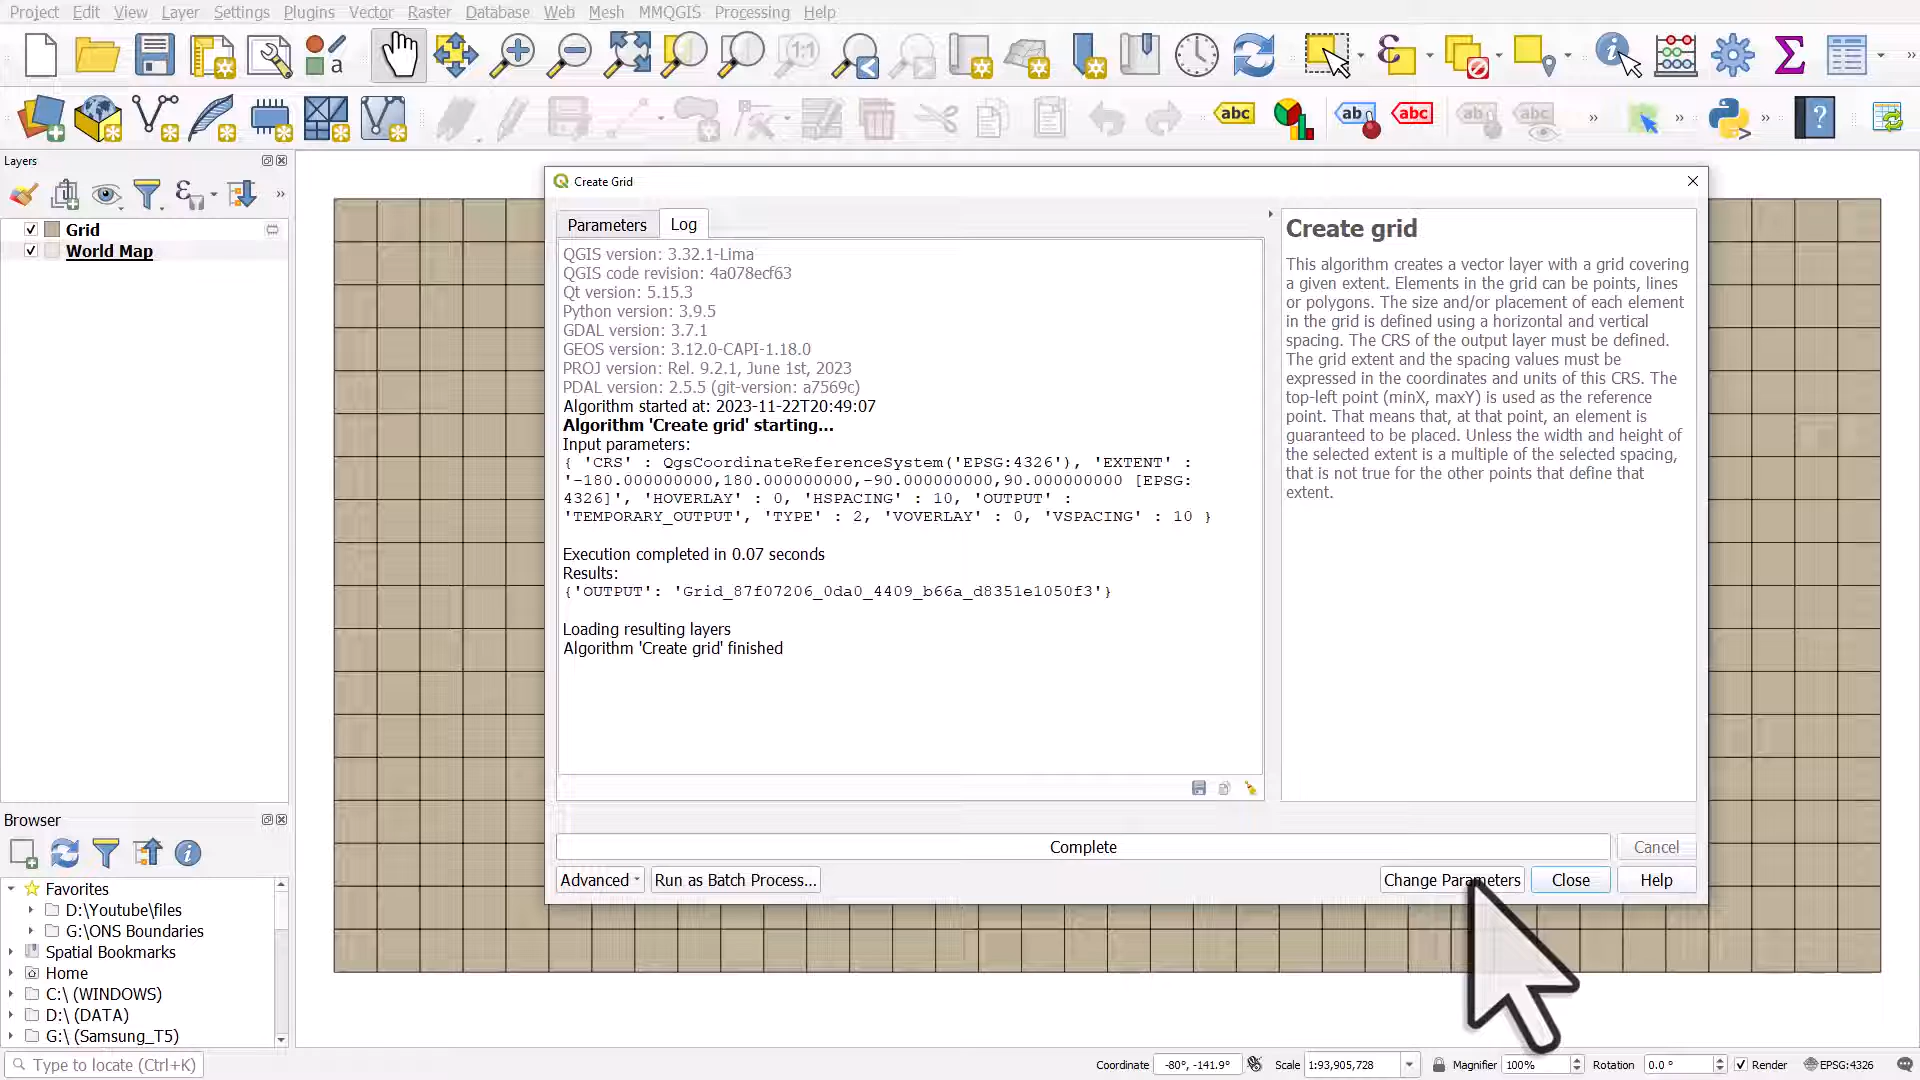 Project Edit View Layer Settings Plugins Vector Raster Database Web Mesh MMQGIS Processing Help
a
1:1
ε
Σ
abc
ab
abc
ab
abc
?
Layers
ε
Grid
World Map
Create Grid
Parameters
Log
QGIS version: 3.32.1-Lima
QGIS code revision: 4a078ecf63
Qt version: 5.15.3
Python version: 3.9.5
GDAL version: 3.7.1
GEOS version: 3.12.0-CAPI-1.18.0
PROJ version: Rel. 9.2.1, June 1st, 2023
PDAL version: 2.5.5 (git-version: a7569c)
Algorithm started at: 2023-11-22T20:49:07
Algorithm 'Create grid' starting...
Input parameters:
{ 'CRS' : QgsCoordinateReferenceSystem('EPSG:4326'), 'EXTENT' :
'-180.000000000,180.000000000,-90.000000000,90.000000000 [EPSG:
4326]', 'HOVERLAY' : 0, 'HSPACING' : 10, 'OUTPUT' :
'TEMPORARY_OUTPUT', 'TYPE' : 2, 'VOVERLAY' : 0, 'VSPACING' : 10 }
Execution completed in 0.07 seconds
Results:
{'OUTPUT': 'Grid_87f07206_0da0_4409_b66a_d8351e1050f3'}
Loading resulting layers
Algorithm 'Create grid' finished
Create grid
This algorithm creates a vector layer with a grid covering
a given extent. Elements in the grid can be points, lines
or polygons. The size and/or placement of each element
in the grid is defined using a horizontal and vertical
spacing. The CRS of the output layer must be defined.
The grid extent and the spacing values must be
expressed in the coordinates and units of this CRS. The
top-left point (minX, maxY) is used as the reference
point. That means that, at that point, an element is
guaranteed to be placed. Unless the width and height of
the selected extent is a multiple of the selected spacing,
that is not true for the other points that define that
extent.
Complete
Cancel
Advanced
Run as Batch Process...
Change Parameters
Close
Help
Browser
Favorites
D:\Youtube\files
G:\ONS Boundaries
Spatial Bookmarks
Home
C:\ (WINDOWS)
D:\ (DATA)
G:\ (Samsung_T5)
Type to locate (Ctrl+K)
Coordinate -80°, -141.9° Scale 1:93,905,728 Magnifier 100% Rotation 0.0 ° Render EPSG:4326